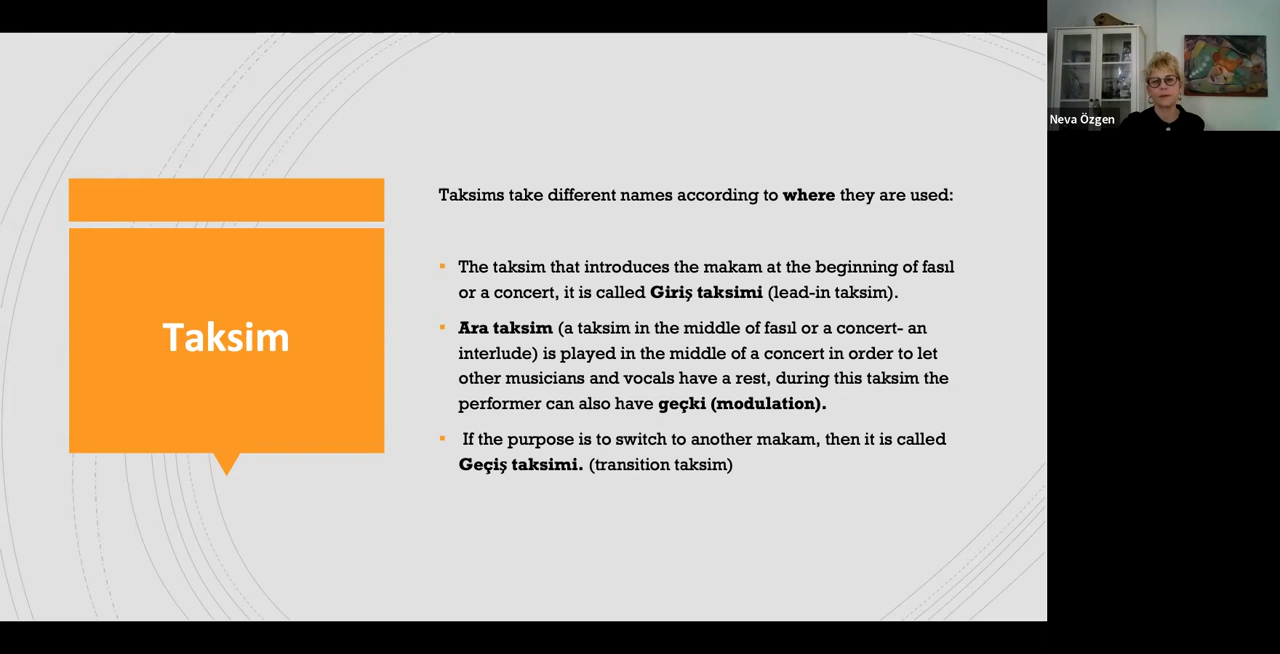 Taksim
Taksims take different names according to where they are used:
▪ The taksim that introduces the makam at the beginning of fasıl
or a concert, it is called Giriş taksimi (lead-in taksim).
▪ Ara taksim (a taksim in the middle of fasıl or a concert- an
interlude) is played in the middle of a concert in order to let
other musicians and vocals have a rest, during this taksim the
performer can also have geçki (modulation).
▪ If the purpose is to switch to another makam, then it is called
Geçiş taksimi. (transition taksim)
Neva Özgen